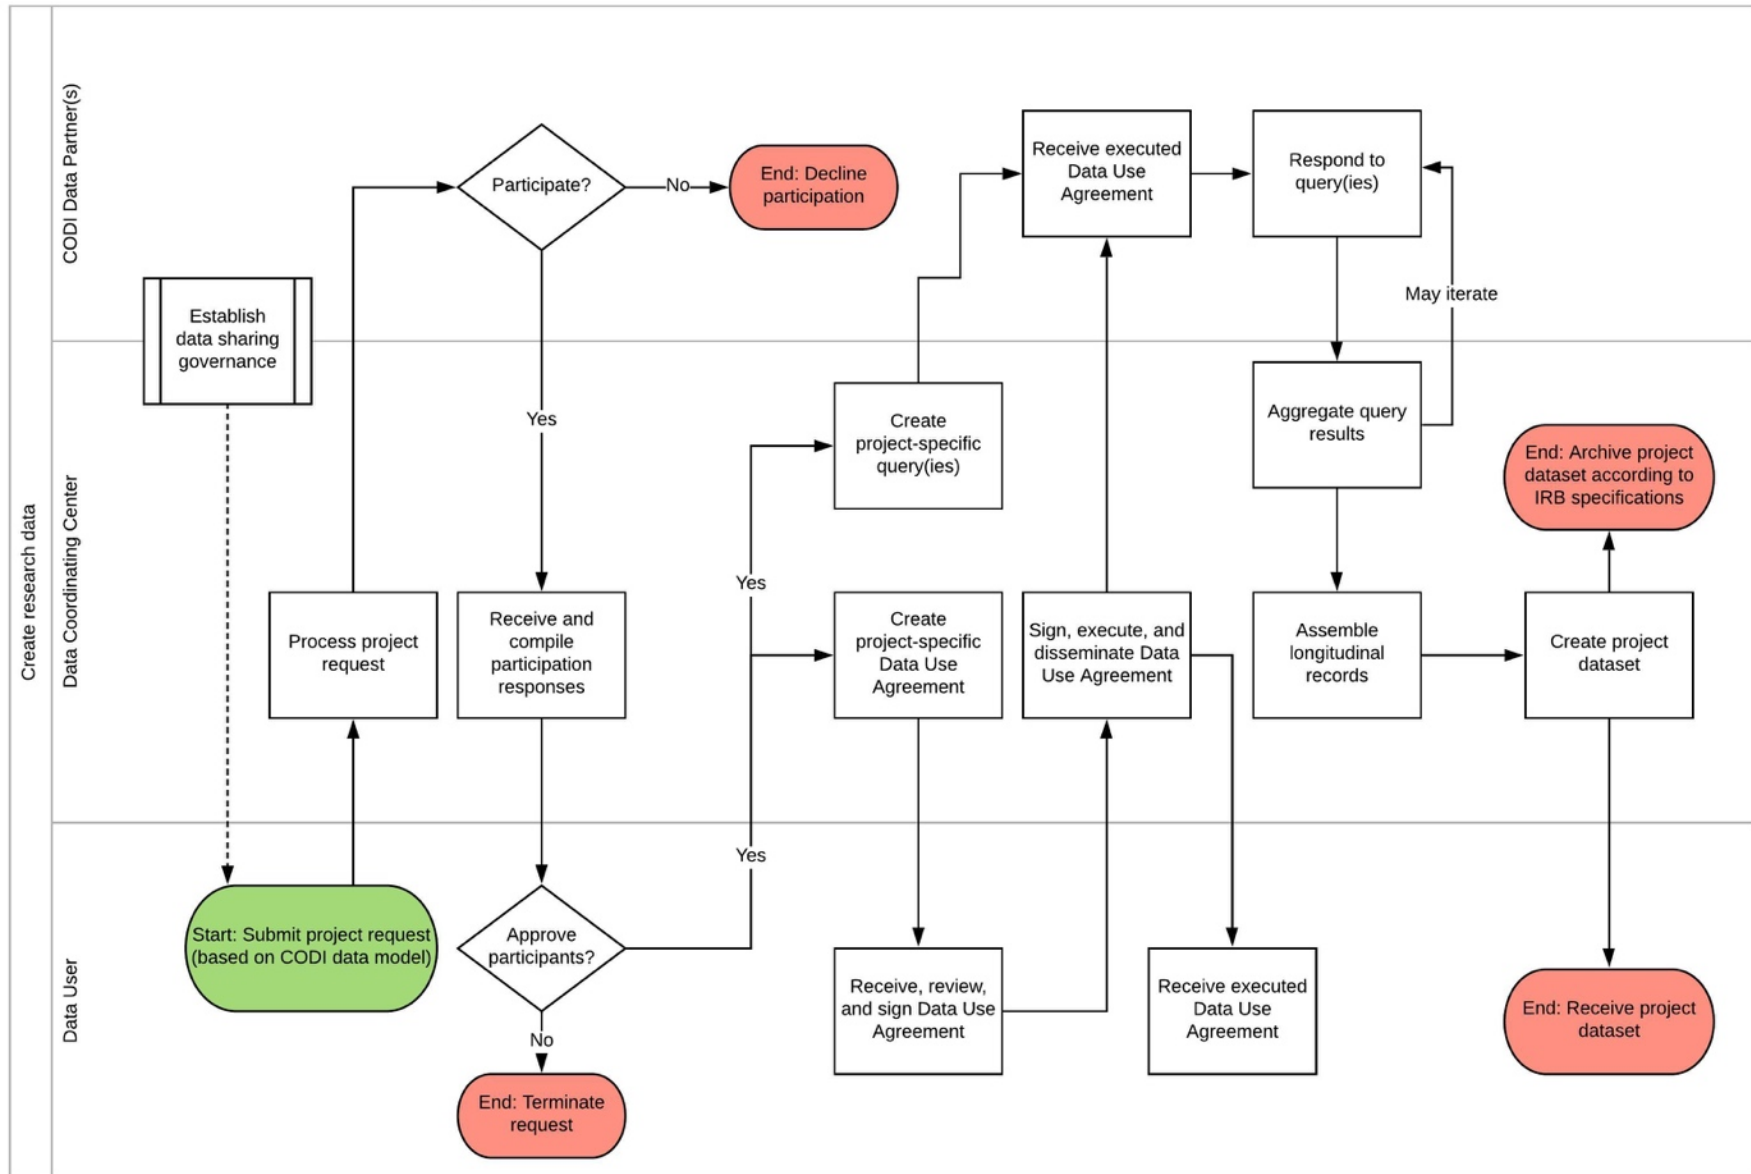 Create research data
CODI Data Partner(s)
Participate?
No
End: Decline
participation
Receive executed
Data Use
Agreement
Respond to
query(ies)
May iterate
Establish
data sharing
governance
Yes
Data Coordinating Center
Process project
request
Receive and
compile
participation
responses
Yes
Create
project-specific
query(ies)
Create
project-specific
Data Use
Agreement
Sign, execute, and
disseminate Data
Use Agreement
Aggregate query
results
Assemble
longitudinal
records
End: Archive project
dataset according to
IRB specifications
Create project
dataset
Data User
Start: Submit project request
(based on CODI data model)
Approve
participants?
Yes
No
End: Terminate
request
Receive, review,
and sign Data Use
Agreement
Receive executed
Data Use
Agreement
End: Receive project
dataset